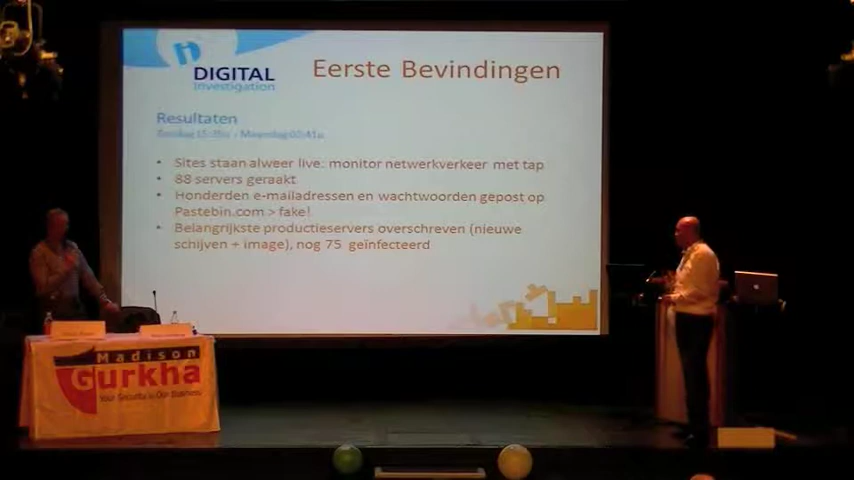 DIGITAL
investigation
Eerste Bevindingen
Resultaten
• Sites staan alweer live: monitor netwerkverkeer met tap
• 88 servers geraakt
• Honderden e-mailadressen en wachtwoorden gepost op
Pastebin.com > fake!
• Belangrijkste productieservers overschreven (nieuwe
schijven + image), nog 75 geïnfecteerd
Madison
Gurkha
Your Security is Our Business